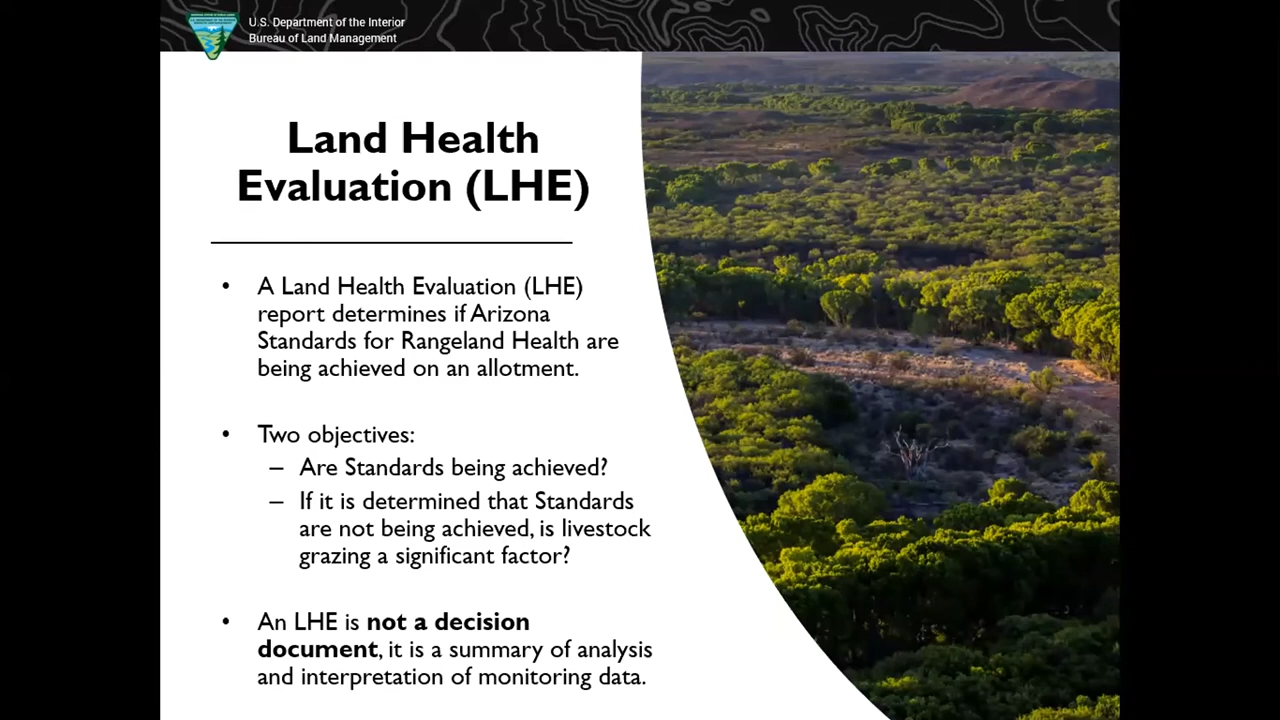 U.S. Department of the Interior
Bureau of Land Management
Land Health
Evaluation (LHE)
• A Land Health Evaluation (LHE)
report determines if Arizona
Standards for Rangeland Health are
being achieved on an allotment.
• Two objectives:
– Are Standards being achieved?
– If it is determined that Standards
are not being achieved, is livestock
grazing a significant factor?
• An LHE is not a decision
document, it is a summary of analysis
and interpretation of monitoring data.